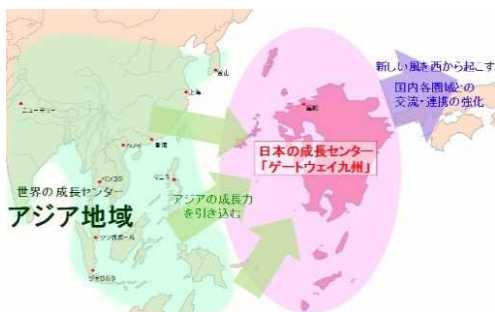 新しい風を西から起こす
国内各圏域との
交流・連携の強化
釜山
上海
福岡
ニューデリー
ハノイ
香港
日本の成長センター
「ゲートウェイ九州」
バンコク
マニラ
世界の成長センター
アジア地域
アジアの成長力
を引き込む
シンガポール
ジャカルタ